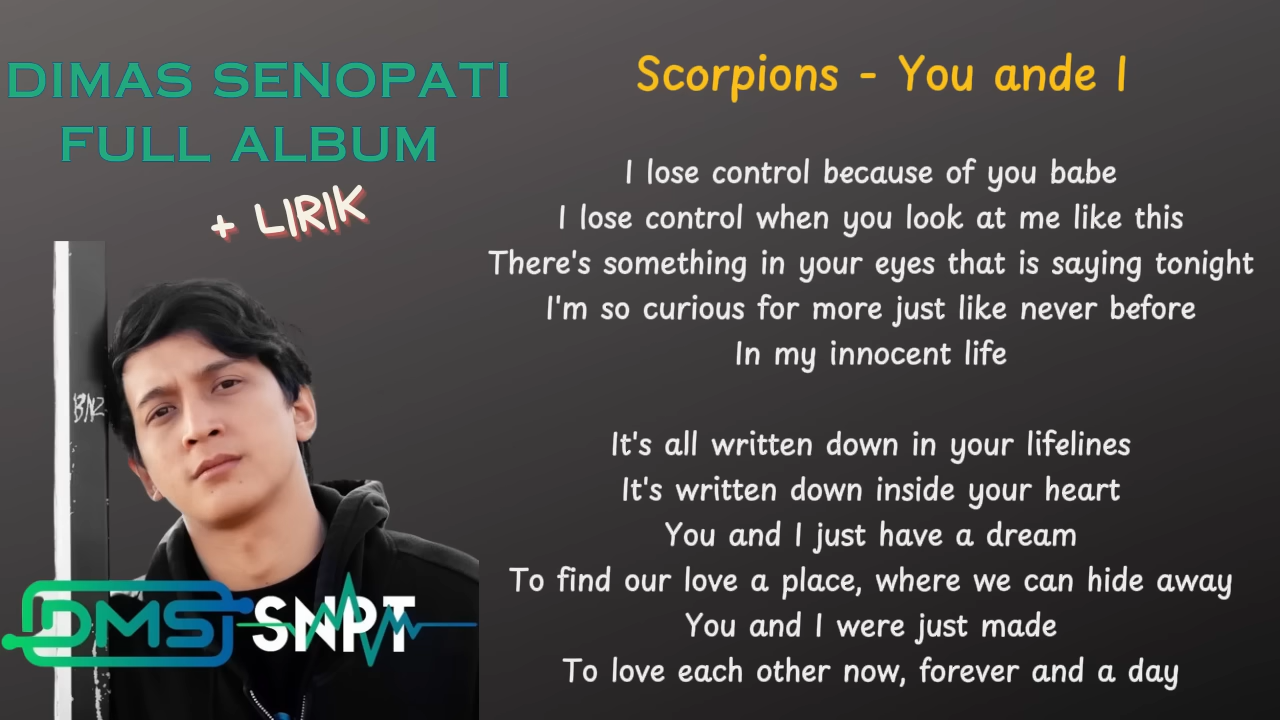 DIMAS SENOPATI
FULL ALBUM
+ LIRIK
BNZ
DMS SNPT
Scorpions - You ande I
I lose control because of you babe
I lose control when you look at me like this
There's something in your eyes that is saying tonight
I'm so curious for more just like never before
In my innocent life
It's all written down in your lifelines
It's written down inside your heart
You and I just have a dream
To find our love a place, where we can hide away
You and I were just made
To love each other now, forever and a day